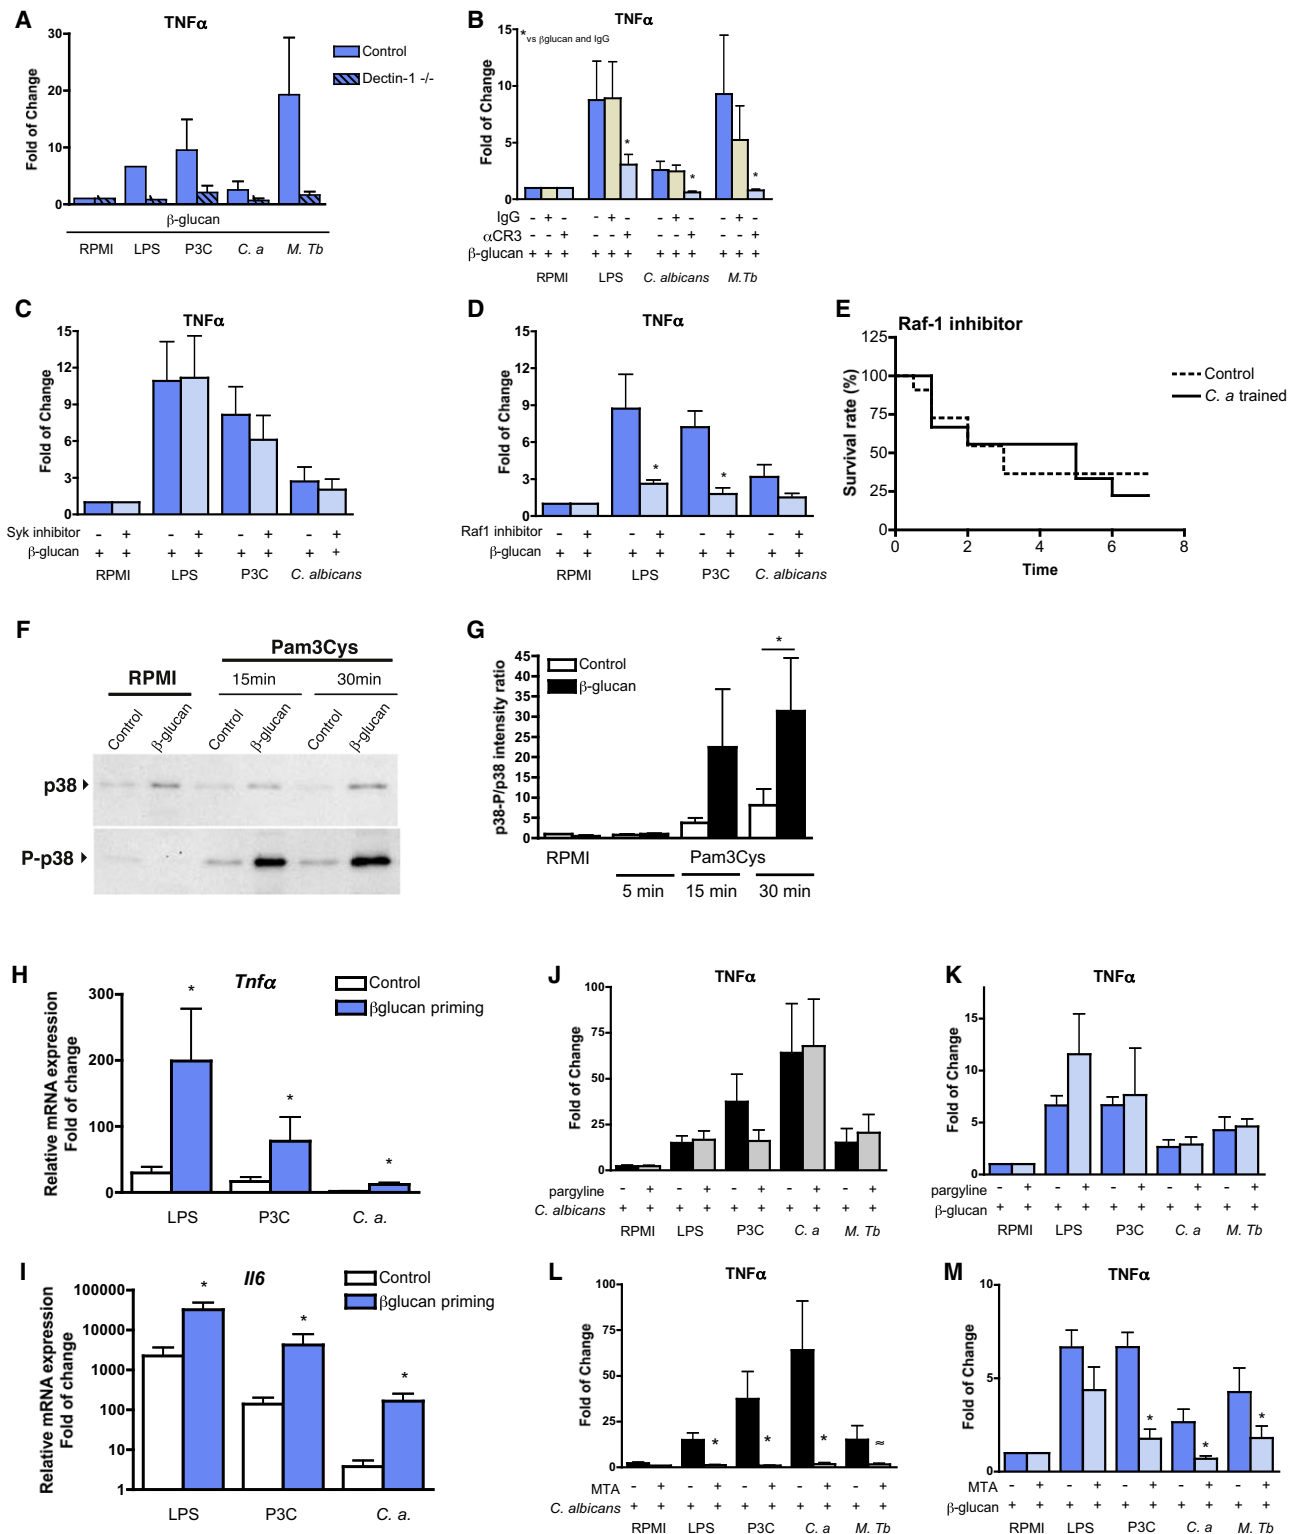 A
TNFα
Fold of Change
30
20
10
0
Control
Dectin-1 -/-
β-glucan
RPMI LPS P3C C. a M. Tb
B
TNFα
* vs βglucan and IgG
Fold of Change
15
10
5
0
* * *
IgG - + - - + - - + - - + -
αCR3 - - + - - + - - + - - +
β-glucan + + + + + + + + + + + +
RPMI LPS C. albicans M.Tb
C
TNFα
Fold of Change
15
12
9
6
3
0
Syk inhibitor - + - + - + - +
β-glucan + + + + + + + +
RPMI LPS P3C C. albicans
D
TNFα
Fold of Change
15
12
9
6
3
0
* *
Raf1 inhibitor - + - + - + - +
β-glucan + + + + + + + +
RPMI LPS P3C C. albicans
E
Raf-1 inhibitor
Survival rate (%)
125
100
75
50
25
0
0 2 4 6 8
Time
Control
C. a trained
F
Pam3Cys
RPMI 15min 30min
Control β-glucan Control β-glucan Control β-glucan
p38
P-p38
G
p38-P/p38 intensity ratio
45
40
35
30
25
20
15
10
5
0
Control
β-glucan
*
RPMI Pam3Cys
5 min 15 min 30 min
H
Tnfα
Relative mRNA expression
Fold of change
300
200
100
0
Control
βglucan priming
* * *
LPS P3C C. a.
I
Il6
Relative mRNA expression
Fold of change
100000
10000
1000
100
10
1
Control
βglucan priming
* * *
LPS P3C C. a.
J
TNFα
Fold of Change
100
75
50
25
0
pargyline - + - + - + - + - +
C. albicans + + + + + + + + + +
RPMI LPS P3C C. a M. Tb
K
TNFα
Fold of Change
15
10
5
0
pargyline - + - + - + - + - +
β-glucan + + + + + + + + + +
RPMI LPS P3C C. a M. Tb
L
TNFα
Fold of Change
100
75
50
25
0
* * * ≈
MTA - + - + - + - + - +
C. albicans + + + + + + + + + +
RPMI LPS P3C C. a M. Tb
M
TNFα
Fold of Change
10
5
0
* * *
MTA - + - + - + - + - +
β-glucan + + + + + + + + + +
RPMI LPS P3C C. a M. Tb